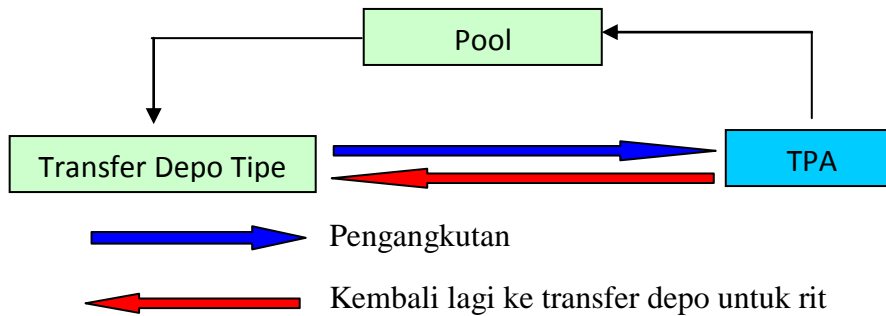 Pool
Transfer Depo Tipe
TPA
Pengangkutan
Kembali lagi ke transfer depo untuk rit